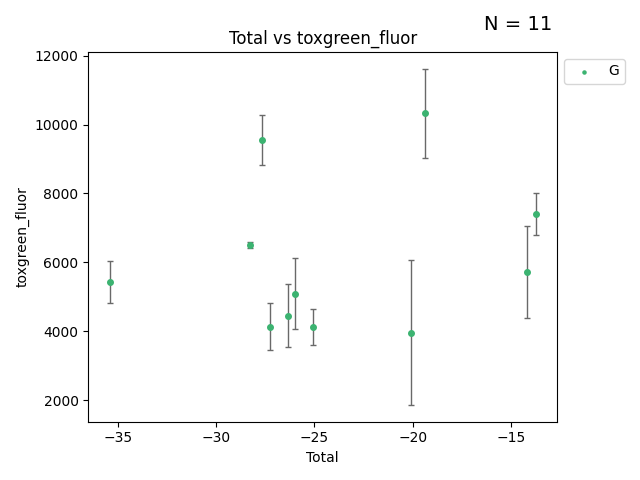 N = 11
Total vs toxgreen_fluor
G
12000
10000
8000
6000
4000
2000
toxgreen_fluor
−35
−30
−25
−20
−15
Total